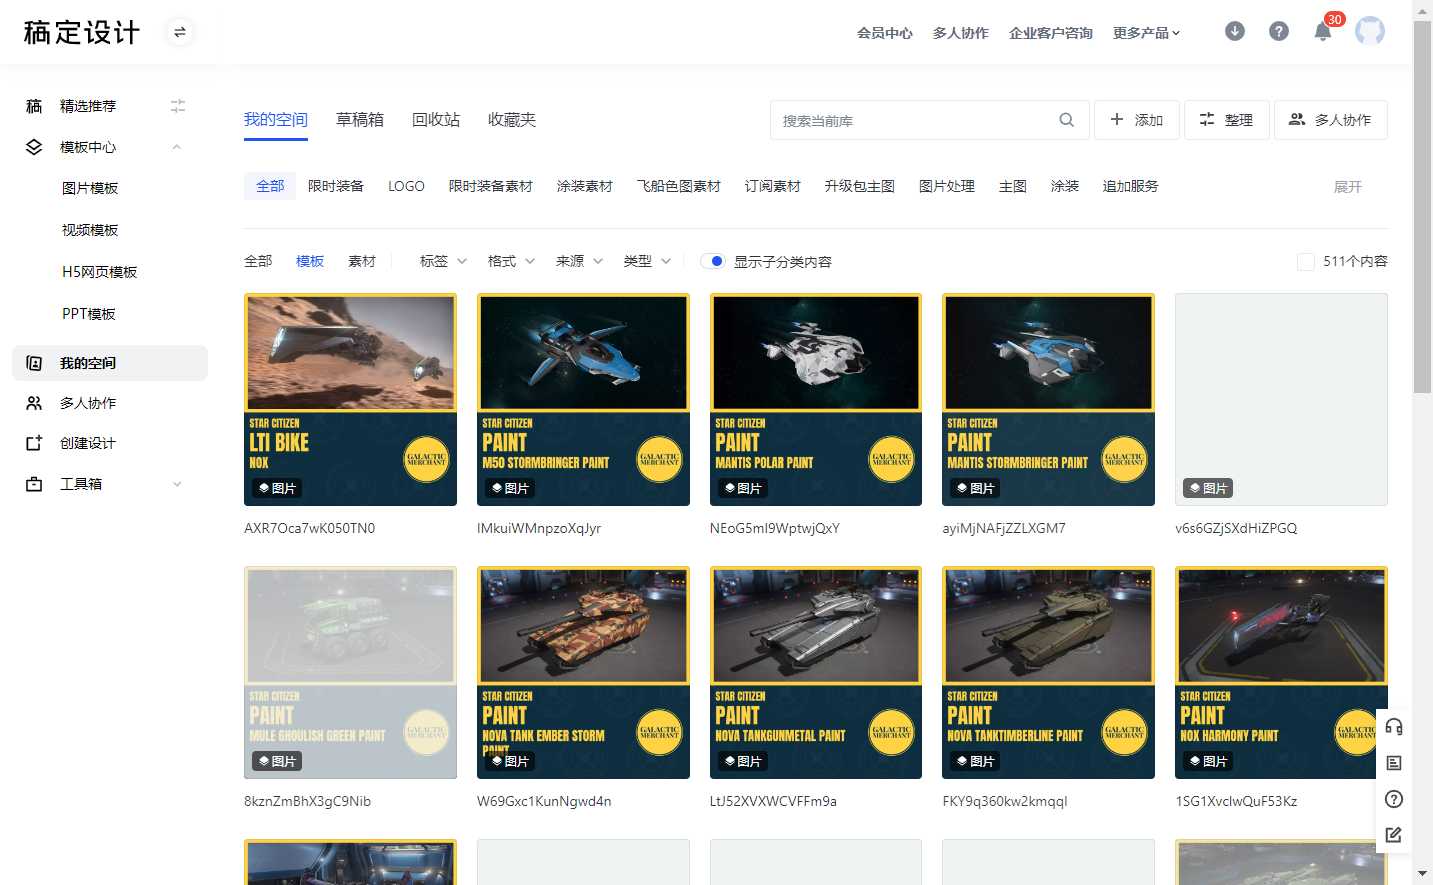 稿定设计
会员中心 多人协作 企业客户咨询 更多产品
30
精选推荐
模板中心
图片模板
视频模板
H5网页模板
PPT模板
我的空间
多人协作
创建设计
工具箱
我的空间 草稿箱 回收站 收藏夹
搜索当前库
添加 整理 多人协作
全部 限时装备 LOGO 限时装备素材 涂装素材 飞船色图素材 订阅素材 升级包主图 图片处理 主图 涂装 追加服务 展开
全部 模板 素材 标签 格式 来源 类型 显示子分类内容 511个内容
STAR CITIZEN
LTI BIKE
NOX
GALACTIC MERCHANT
图片
AXR7Oca7wK050TN0
STAR CITIZEN
PAINT
M50 STORMBRINGER PAINT
GALACTIC MERCHANT
图片
IMkuiWMnpzoXqJyr
STAR CITIZEN
PAINT
MANTIS POLAR PAINT
GALACTIC MERCHANT
图片
NEoG5ml9WptwjQxY
STAR CITIZEN
PAINT
MANTIS STORMBRINGER PAINT
GALACTIC MERCHANT
图片
ayiMjNAFjZZLXGM7
图片
v6s6GZjSXdHiZPGQ
STAR CITIZEN
PAINT
MULE GHOULISH GREEN PAINT
GALACTIC MERCHANT
图片
8kznZmBhX3gC9Nib
STAR CITIZEN
PAINT
NOVA TANK EMBER STORM
PAINT
GALACTIC MERCHANT
图片
W69Gxc1KunNgwd4n
STAR CITIZEN
PAINT
NOVA TANKGUNMETAL PAINT
GALACTIC MERCHANT
图片
LtJ52XVXWCVFFm9a
STAR CITIZEN
PAINT
NOVA TANKTIMBERLINE PAINT
GALACTIC MERCHANT
图片
FKY9q360kw2kmqql
STAR CITIZEN
PAINT
NOX HARMONY PAINT
GALACTIC MERCHANT
图片
1SG1XvclwQuF53Kz